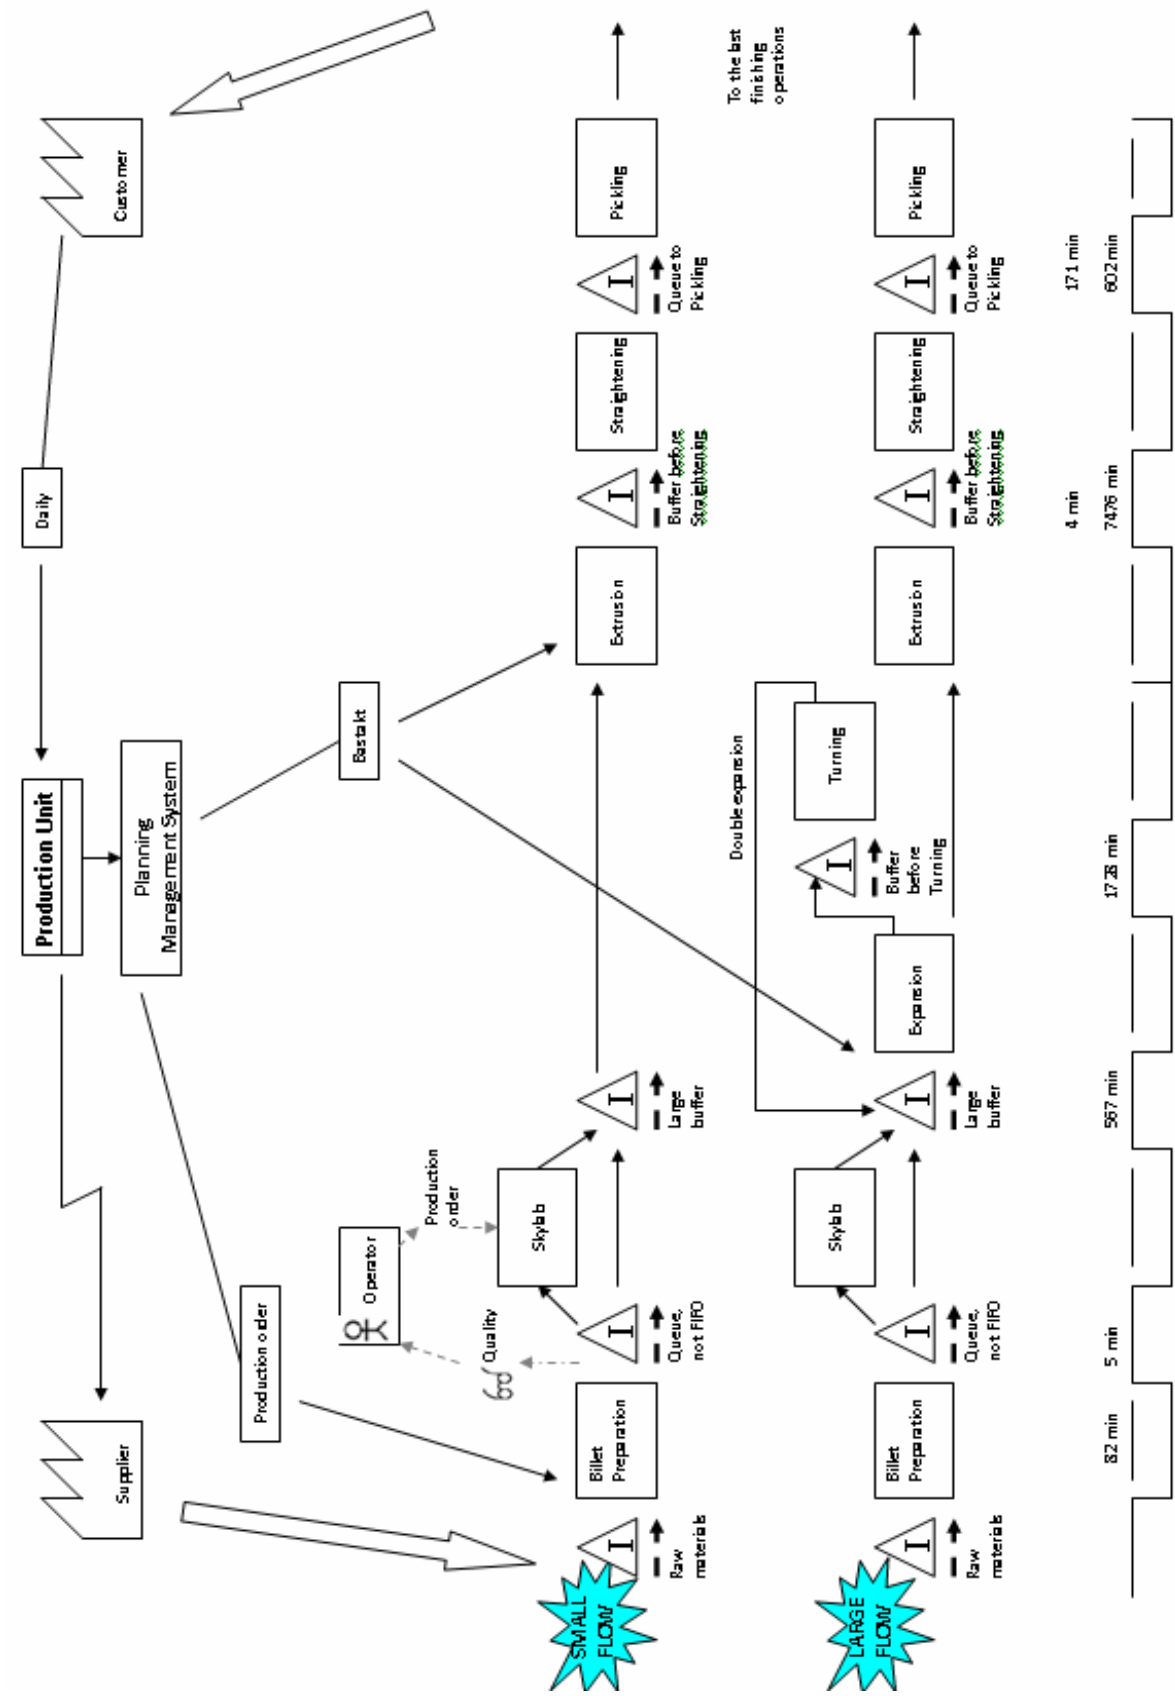 Supplier
Production Unit
Daily
Customer
Planning
Management System
Production order
Bastakt
Operator
Quality
Production
order
Skylab
SMALL
FLOW
Raw
materials
Billet
Preparation
I
I
Queue,
not FIFO
I
Large
buffer
Extrusion
I
Buffer before
Straightening
Straightening
I
Queue to
Pickling
Pickling
To the last
finishing
operations
Double expansion
Skylab
I
Buffer
before
Turning
Turning
LARGE
FLOW
I
Raw
materials
Billet
Preparation
I
Queue,
not FIFO
I
Large
buffer
Expansion
Extrusion
I
Buffer before
Straightening
Straightening
I
Queue to
Pickling
Pickling
4 min
171 min
82 min
5 min
567 min
1728 min
7476 min
602 min